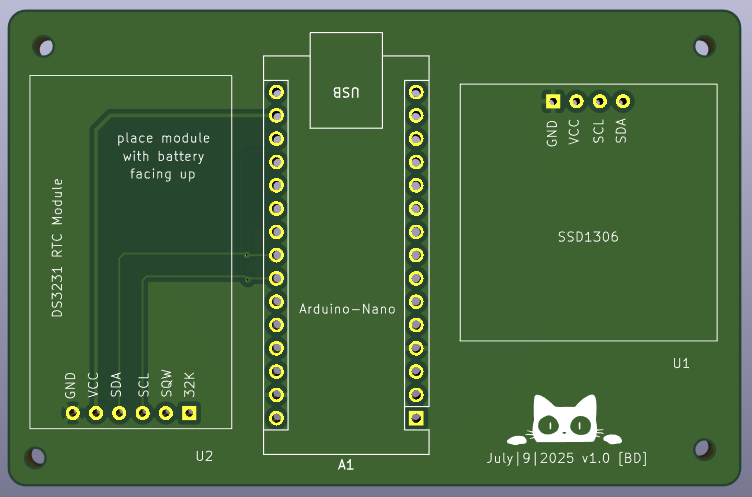 USB
place module
with battery
facing up
DS3231 RTC Module
GND
VCC
SDA
SCL
SQW
32K
U2
Arduino-Nano
A1
GND
VCC
SCL
SDA
SSD1306
U1
July|9|2025 v1.0 [BD]